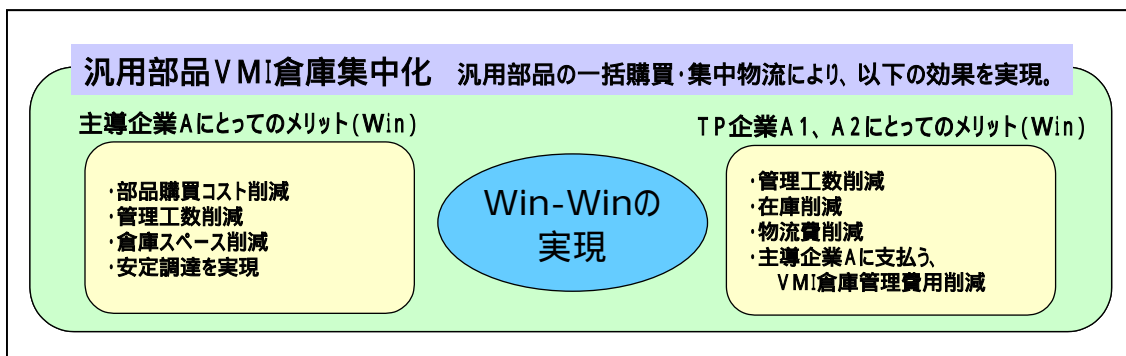 汎用部品VMI倉庫集中化 汎用部品の一括購買・集中物流により、以下の効果を実現。
主導企業Aにとってのメリット(Win)
・部品購買コスト削減
・管理工数削減
・倉庫スペース削減
・安定調達を実現
Win-Winの
実現
TP企業A1、A2にとってのメリット(Win)
・管理工数削減
・在庫削減
・物流費削減
・主導企業Aに支払う、
VMI倉庫管理費用削減